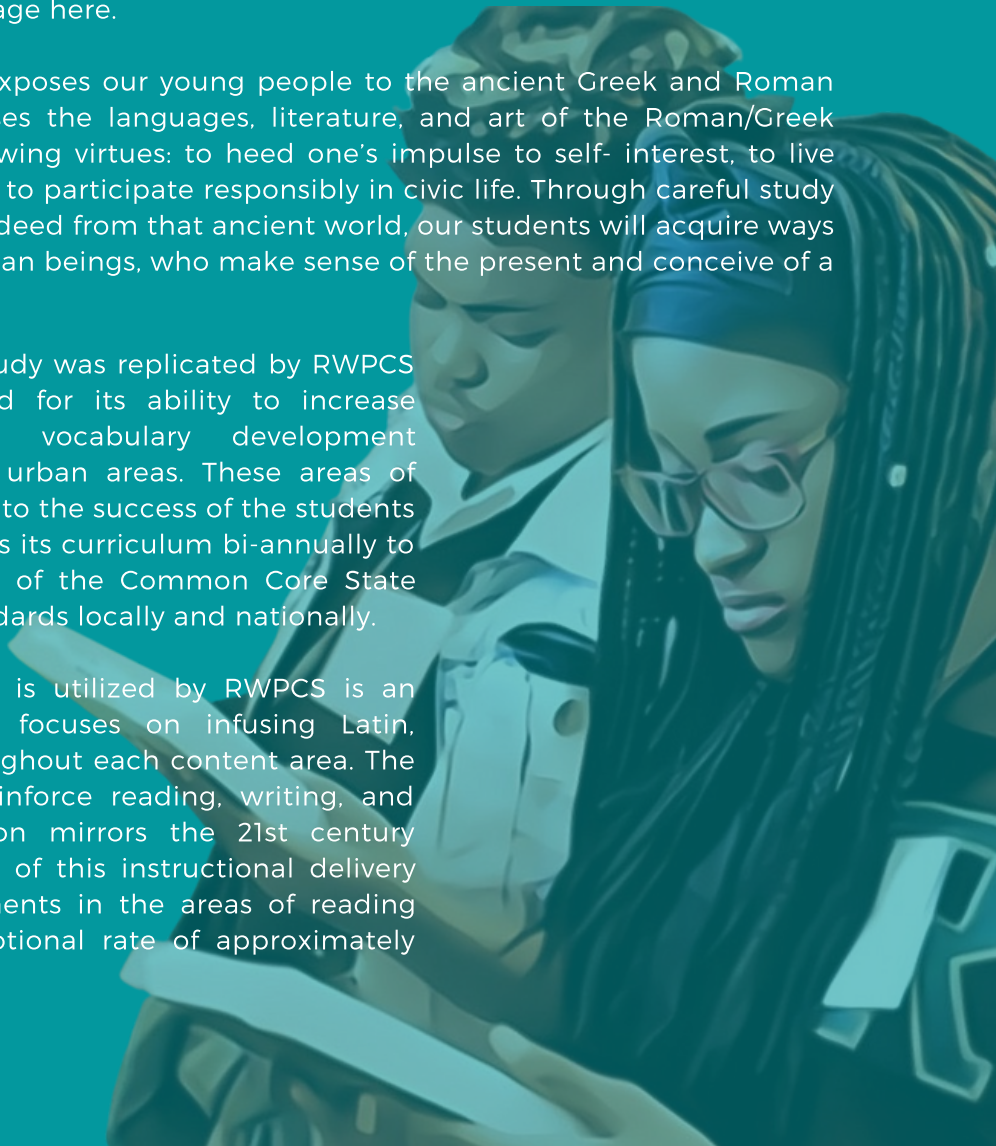 age here.
xposes our young people to the ancient Greek and Roman
es the languages, literature, and art of the Roman/Greek
wing virtues: to heed one’s impulse to self- interest, to live
to participate responsibly in civic life. Through careful study
deed from that ancient world, our students will acquire ways
an beings, who make sense of the present and conceive of a
udy was replicated by RWPCS
d for its ability to increase
vocabulary development
urban areas. These areas of
to the success of the students
s its curriculum bi-annually to
of the Common Core State
dards locally and nationally.
is utilized by RWPCS is an
focuses on infusing Latin,
ghout each content area. The
inforce reading, writing, and
on mirrors the 21st century
of this instructional delivery
ents in the areas of reading
ptional rate of approximately